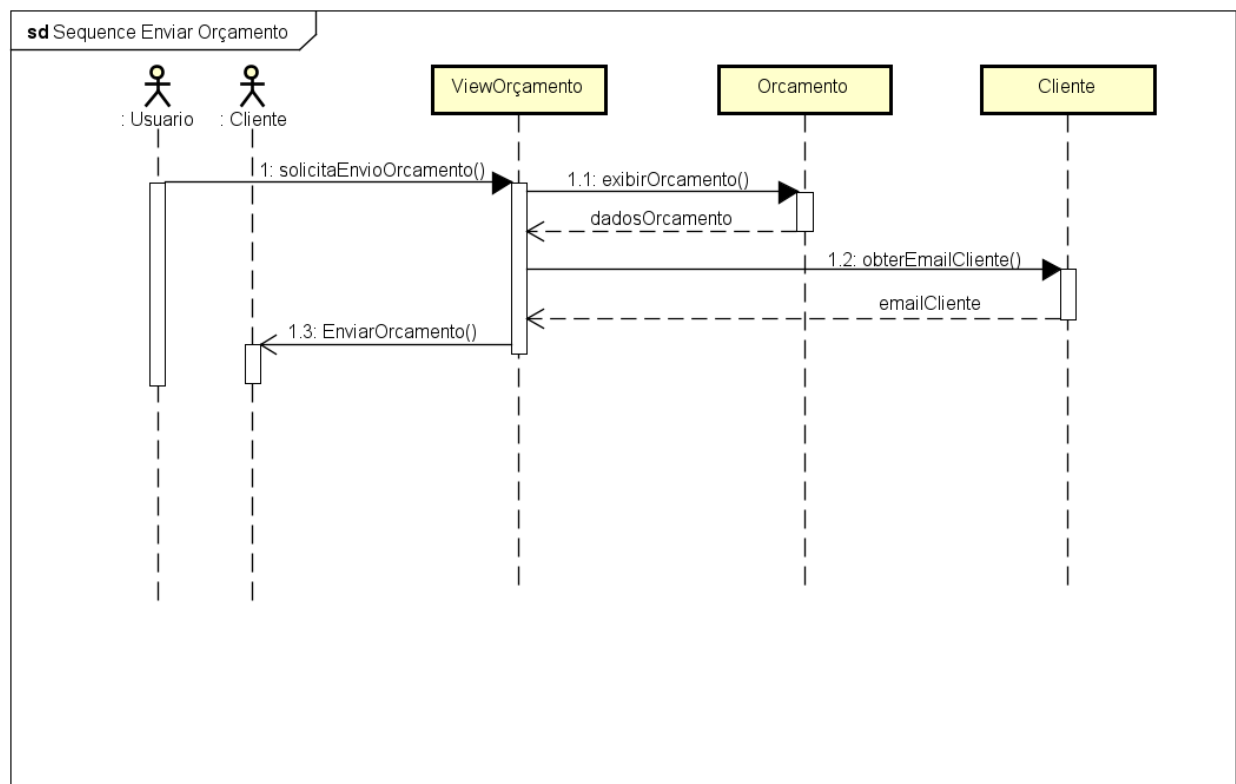 sd Sequence Enviar Orçamento
: Usuario
: Cliente
ViewOrçamento
Orcamento
Cliente
1: solicitaEnvioOrcamento()
1.1: exibirOrcamento()
dadosOrcamento
1.2: obterEmailCliente()
emailCliente
1.3: EnviarOrcamento()